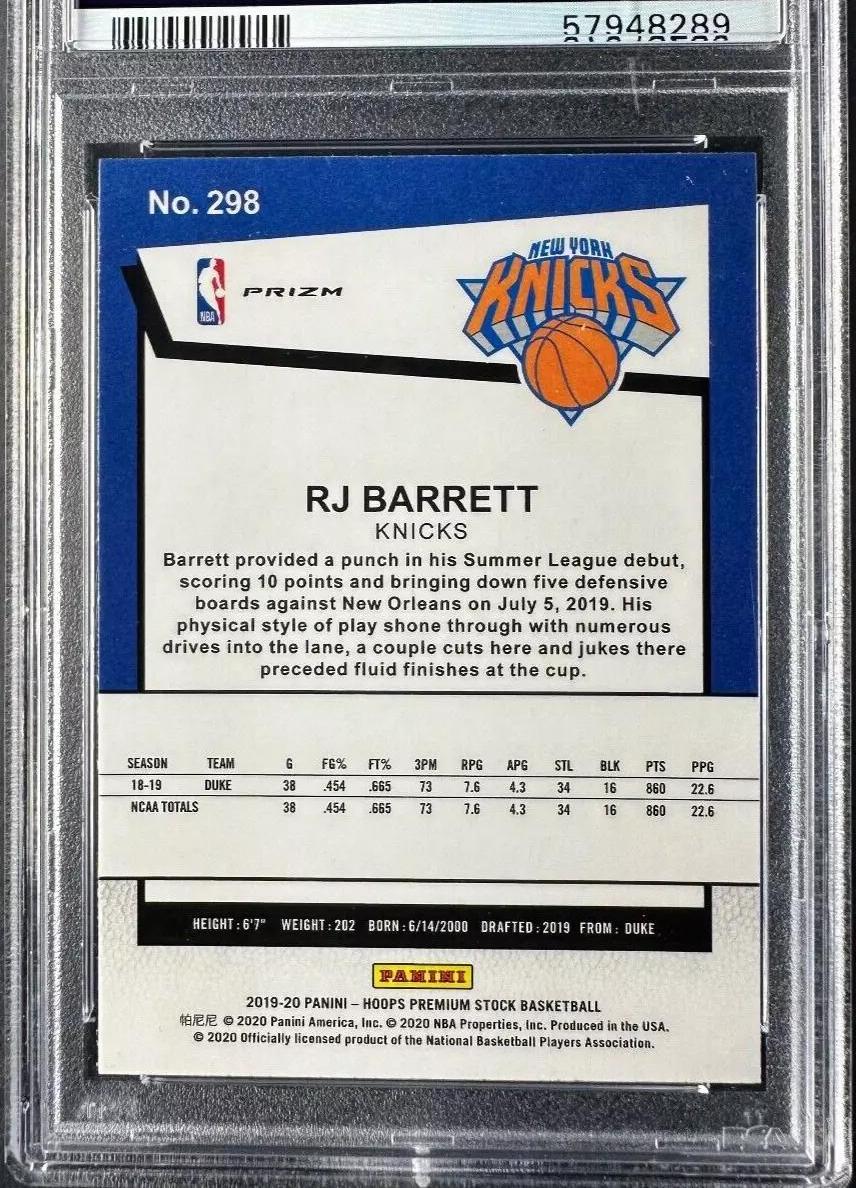 57948289
No. 298
NBA
PRIZM
NEW YORK
KNICKS
RJ BARRETT
KNICKS
Barrett provided a punch in his Summer League debut,
scoring 10 points and bringing down five defensive
boards against New Orleans on July 5, 2019. His
physical style of play shone through with numerous
drives into the lane, a couple cuts here and jukes there
preceded fluid finishes at the cup.
SEASON TEAM G FG% FT% 3PM RPG APG STL BLK PTS PPG
18-19 DUKE 38 .454 .665 73 7.6 4.3 34 16 860 22.6
NCAA TOTALS 38 .454 .665 73 7.6 4.3 34 16 860 22.6
HEIGHT: 6'7" WEIGHT: 202 BORN: 6/14/2000 DRAFTED: 2019 FROM: DUKE
PANINI
2019-20 PANINI – HOOPS PREMIUM STOCK BASKETBALL
帕尼尼 © 2020 Panini America, Inc. © 2020 NBA Properties, Inc. Produced in the USA.
© 2020 Officially licensed product of the National Basketball Players Association.
PSA